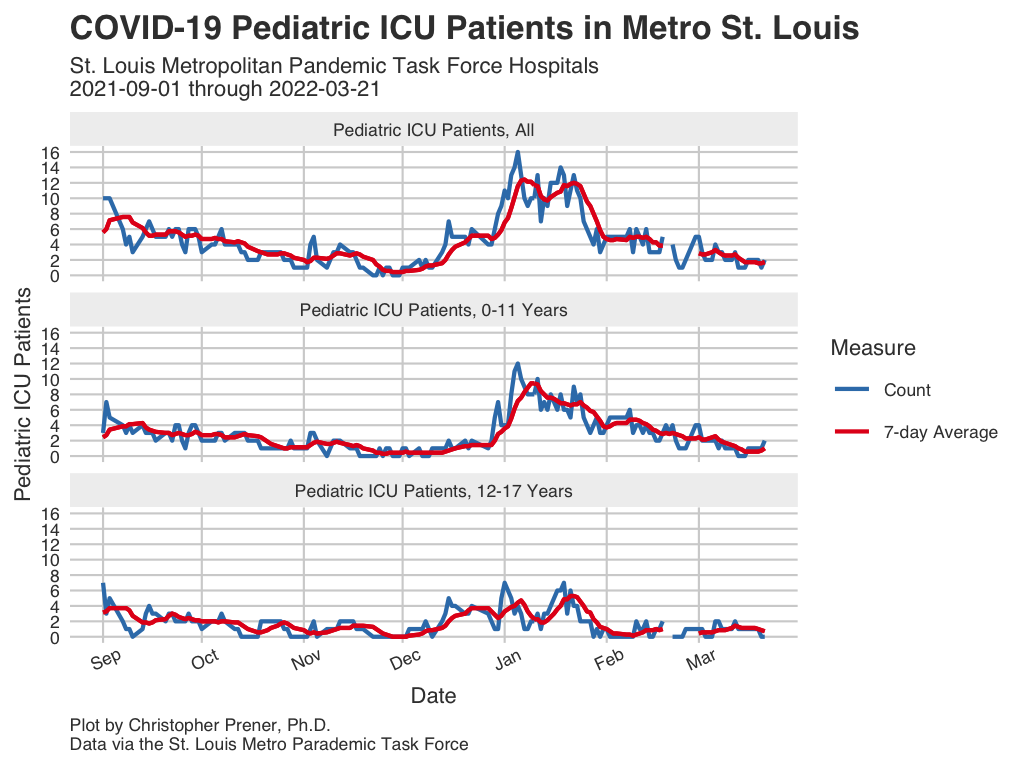 COVID-19 Pediatric ICU Patients in Metro St. Louis
St. Louis Metropolitan Pandemic Task Force Hospitals
2021-09-01 through 2022-03-21
Pediatric ICU Patients
Pediatric ICU Patients, All
16
14
12
10
8
6
4
2
0
Pediatric ICU Patients, 0-11 Years
16
14
12
10
8
6
4
2
0
Pediatric ICU Patients, 12-17 Years
16
14
12
10
8
6
4
2
0
Sep Oct Nov Dec Jan Feb Mar
Date
Measure
Count
7-day Average
Plot by Christopher Prener, Ph.D.
Data via the St. Louis Metro Parademic Task Force